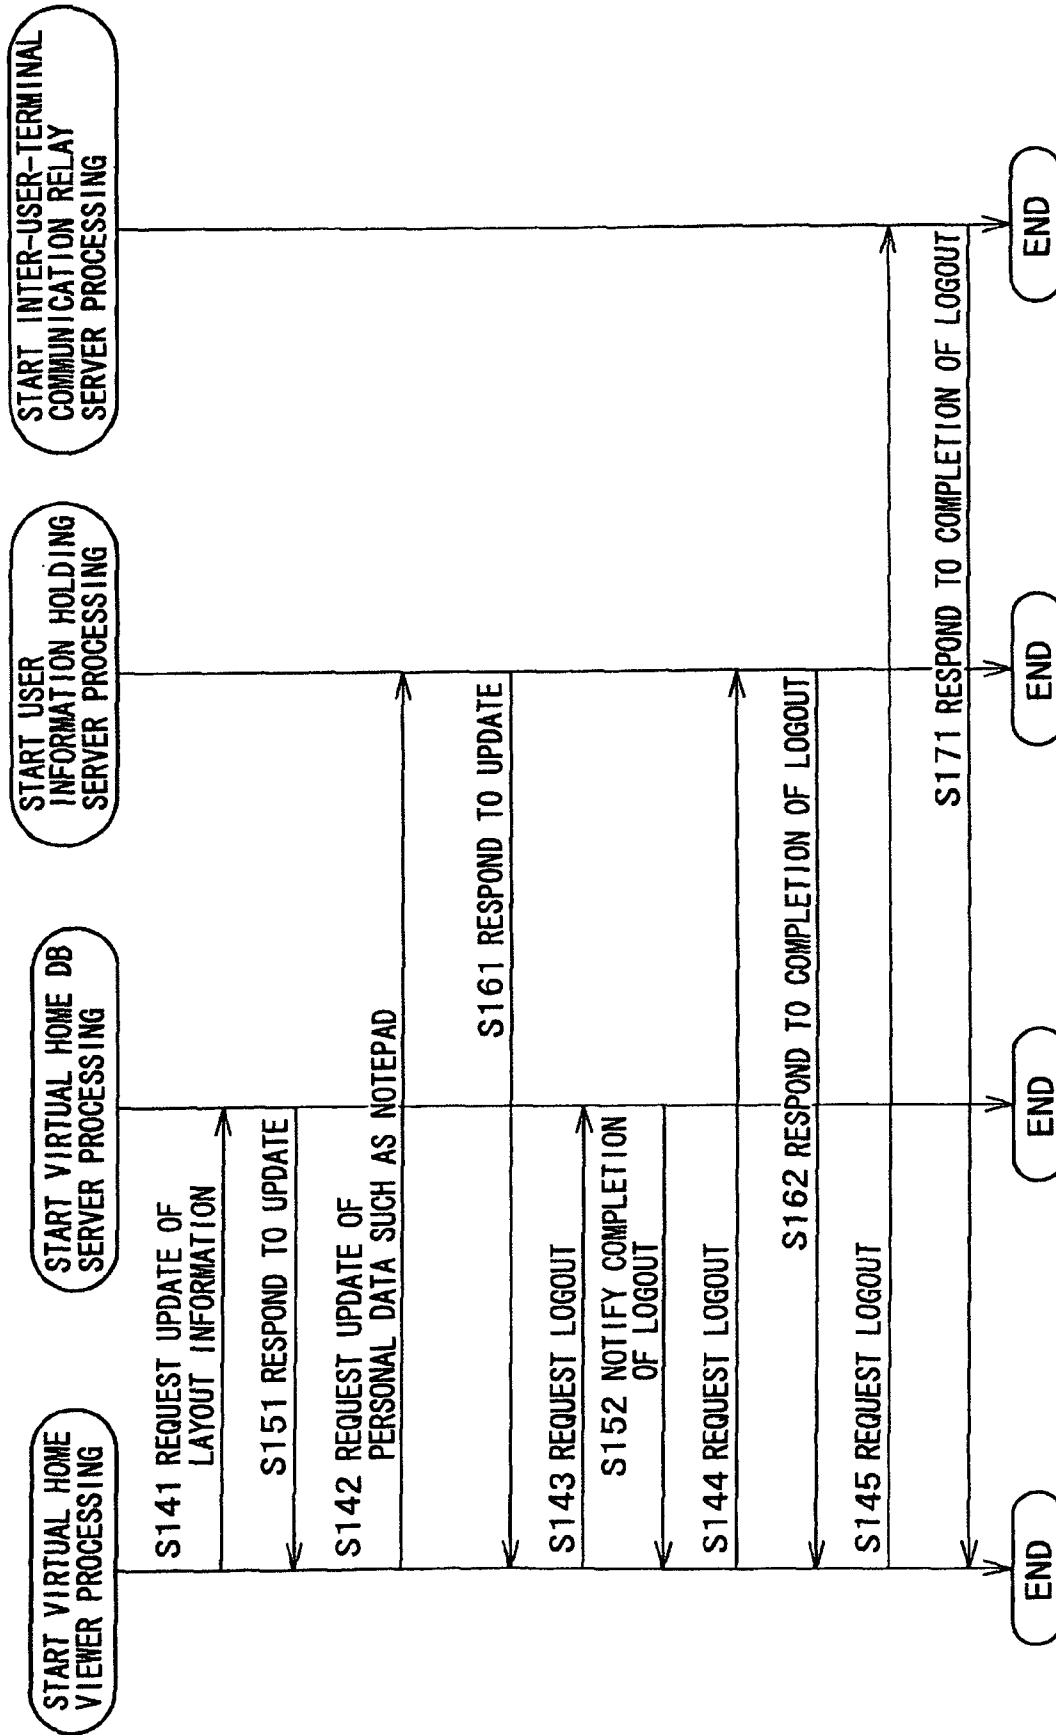 START VIRTUAL HOME
VIEWER PROCESSING
START VIRTUAL HOME DB
SERVER PROCESSING
START USER
INFORMATION HOLDING
SERVER PROCESSING
START INTER-USER-TERMINAL
COMMUNICATION RELAY
SERVER PROCESSING
S141 REQUEST UPDATE OF
LAYOUT INFORMATION
S151 RESPOND TO UPDATE
S142 REQUEST UPDATE OF
PERSONAL DATA SUCH AS NOTEPAD
S161 RESPOND TO UPDATE
S143 REQUEST LOGOUT
S152 NOTIFY COMPLETION
OF LOGOUT
S144 REQUEST LOGOUT
S162 RESPOND TO COMPLETION OF LOGOUT
S145 REQUEST LOGOUT
S171 RESPOND TO COMPLETION OF LOGOUT
END
END
END
END